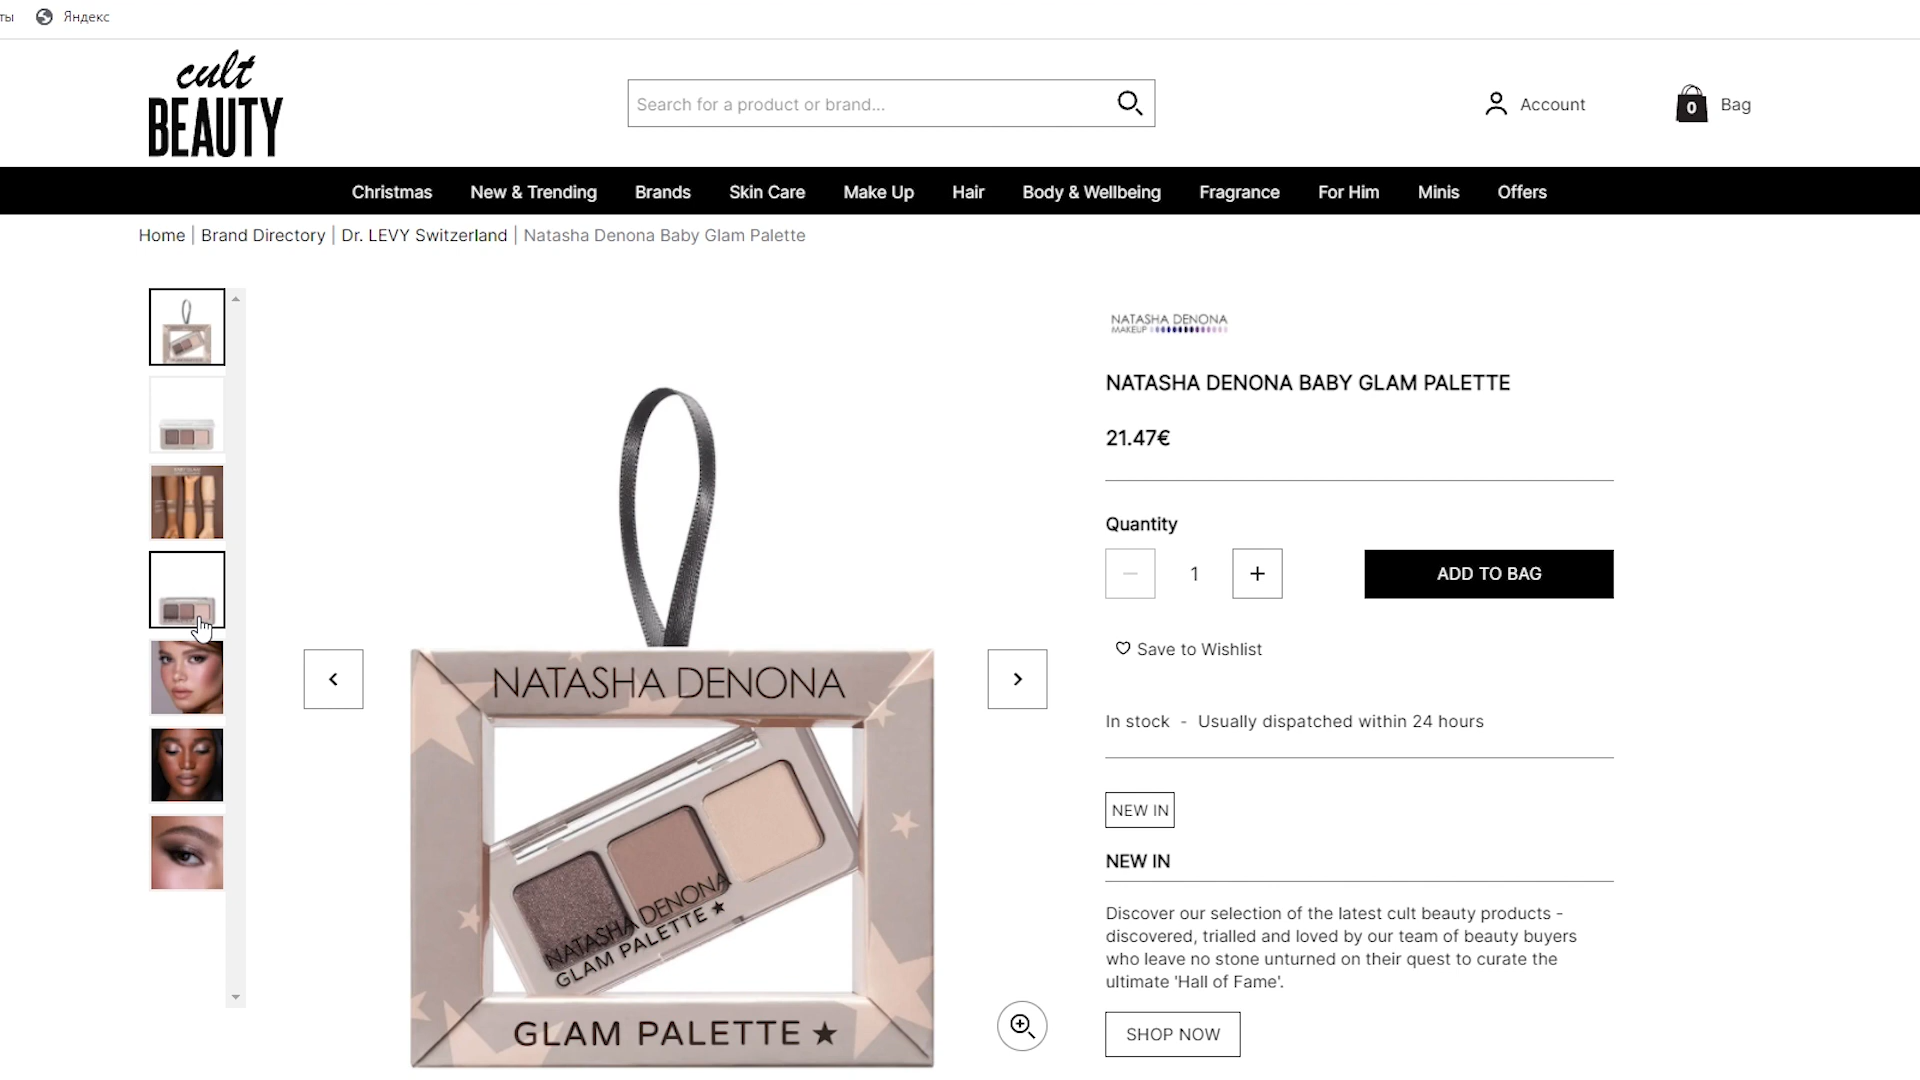 ты Яндекс
cult
BEAUTY
Search for a product or brand...
Account
0 Bag
Christmas New & Trending Brands Skin Care Make Up Hair Body & Wellbeing Fragrance For Him Minis Offers
Home | Brand Directory | Dr. LEVY Switzerland | Natasha Denona Baby Glam Palette
NATASHA DENONA
MAKEUP
NATASHA DENONA BABY GLAM PALETTE
21.47€
Quantity
− 1 +
ADD TO BAG
Save to Wishlist
In stock - Usually dispatched within 24 hours
NEW IN
NEW IN
Discover our selection of the latest cult beauty products -
discovered, trialled and loved by our team of beauty buyers
who leave no stone unturned on their quest to curate the
ultimate 'Hall of Fame'.
SHOP NOW
NATASHA DENONA
NATASHA DENONA
GLAM PALETTE ★
GLAM PALETTE ★